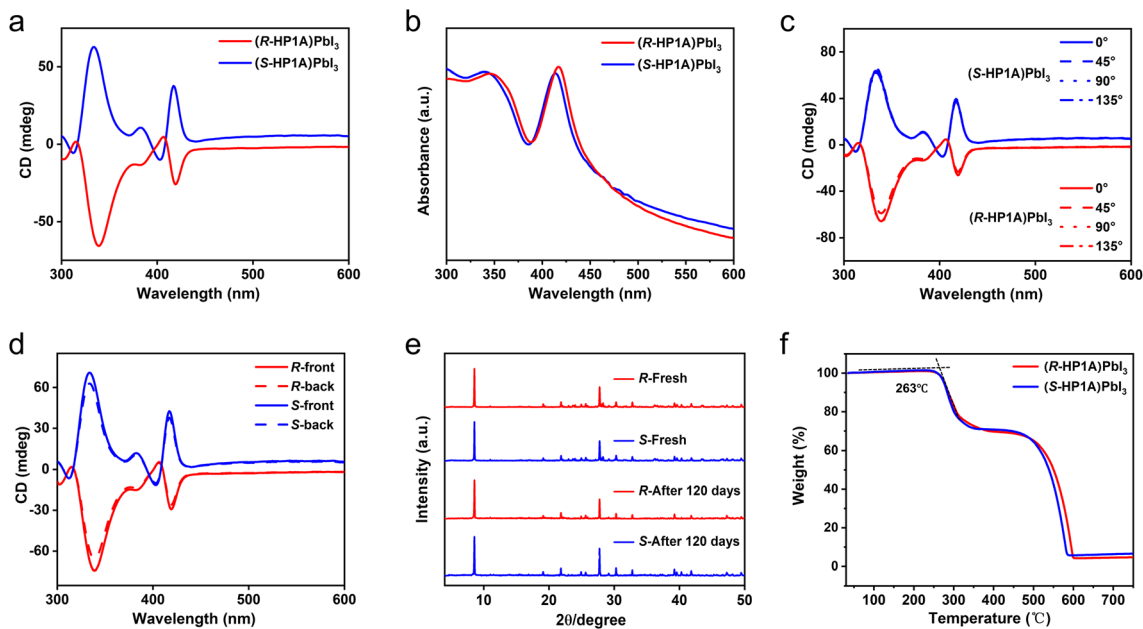 a
(R-HP1A)PbI₃
(S-HP1A)PbI₃
50
0
-50
CD (mdeg)
300 400 500 600
Wavelength (nm)
b
(R-HP1A)PbI₃
(S-HP1A)PbI₃
Absorbance (a.u.)
300 350 400 450 500 550 600
Wavelength (nm)
c
0°
45°
(S-HP1A)PbI₃
90°
135°
80
40
0
-40
-80
CD (mdeg)
0°
45°
(R-HP1A)PbI₃
90°
135°
300 400 500 600
Wavelength (nm)
d
R-front
R-back
S-front
S-back
60
30
0
-30
-60
CD (mdeg)
300 400 500 600
Wavelength (nm)
e
R-Fresh
S-Fresh
R-After 120 days
S-After 120 days
Intensity (a.u.)
10 20 30 40 50
2θ/degree
f
(R-HP1A)PbI₃
(S-HP1A)PbI₃
263℃
100
80
60
40
20
0
Weight (%)
100 200 300 400 500 600 700
Temperature (℃)